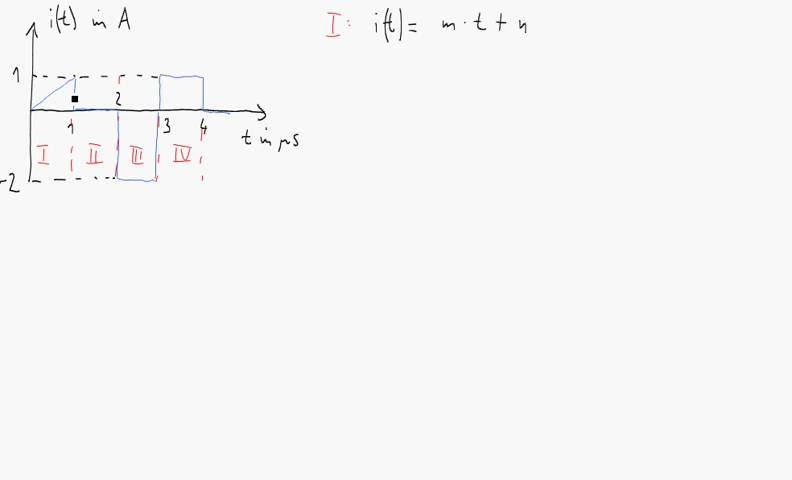 i(t) in A
I: i(t) = m · t + n
1
2
1
3
4
t in µs
I
II
III
IV
-2